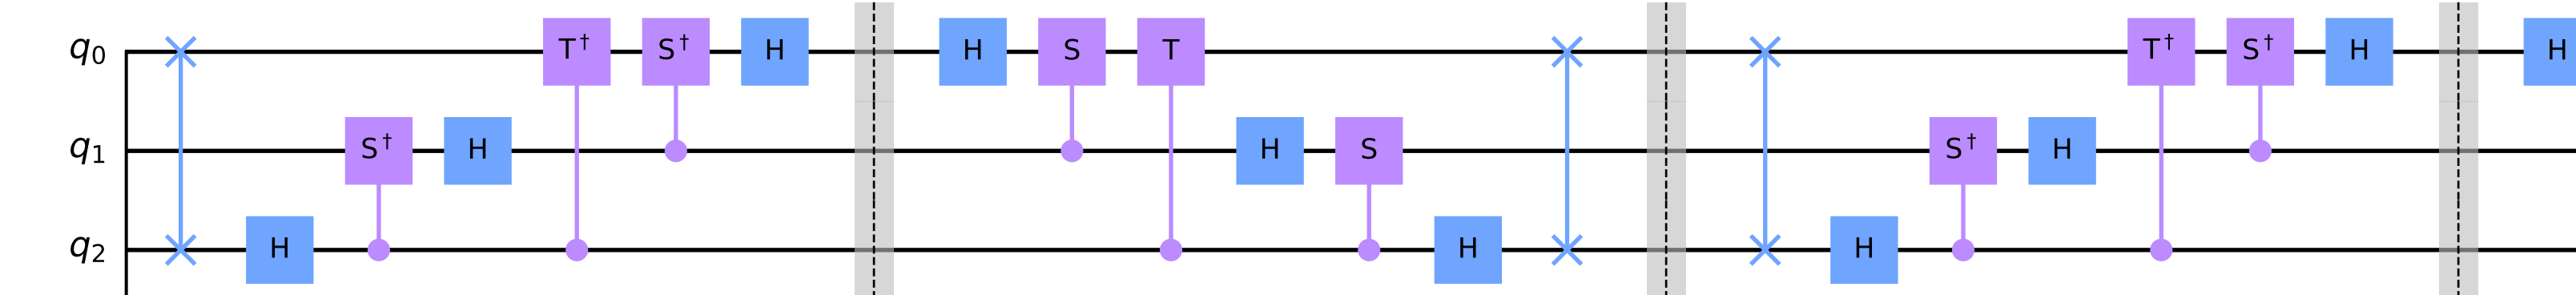 q0 T† S† H H S T T† S† H H
q1 S† H H S S† H
q2 H H H